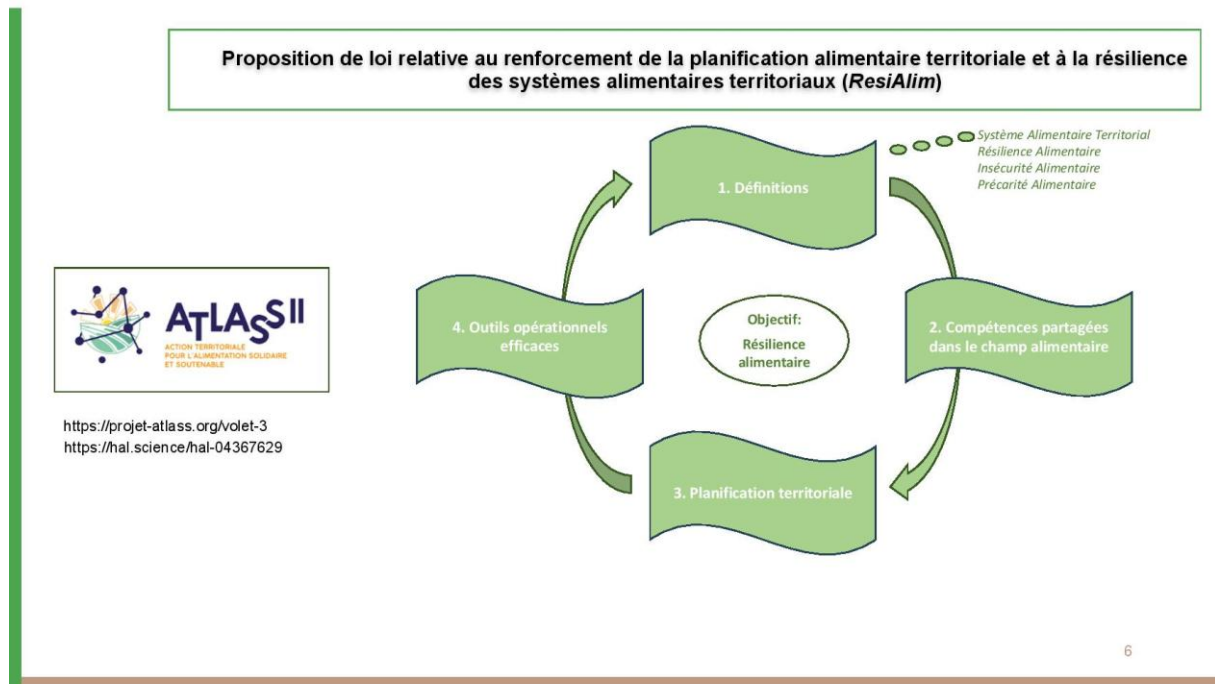 Proposition de loi relative au renforcement de la planification alimentaire territoriale et à la résilience
des systèmes alimentaires territoriaux (ResiAlim)
Système Alimentaire Territorial
Résilience Alimentaire
Insécurité Alimentaire
Précarité Alimentaire
1. Définitions
2. Compétences partagées
dans le champ alimentaire
3. Planification territoriale
4. Outils opérationnels
efficaces
Objectif:
Résilience
alimentaire
ATLASS II
ACTION TERRITORIALE
POUR L'ALIMENTATION SOLIDAIRE
ET SOUTENABLE
https://projet-atlass.org/volet-3
https://hal.science/hal-04367629
6